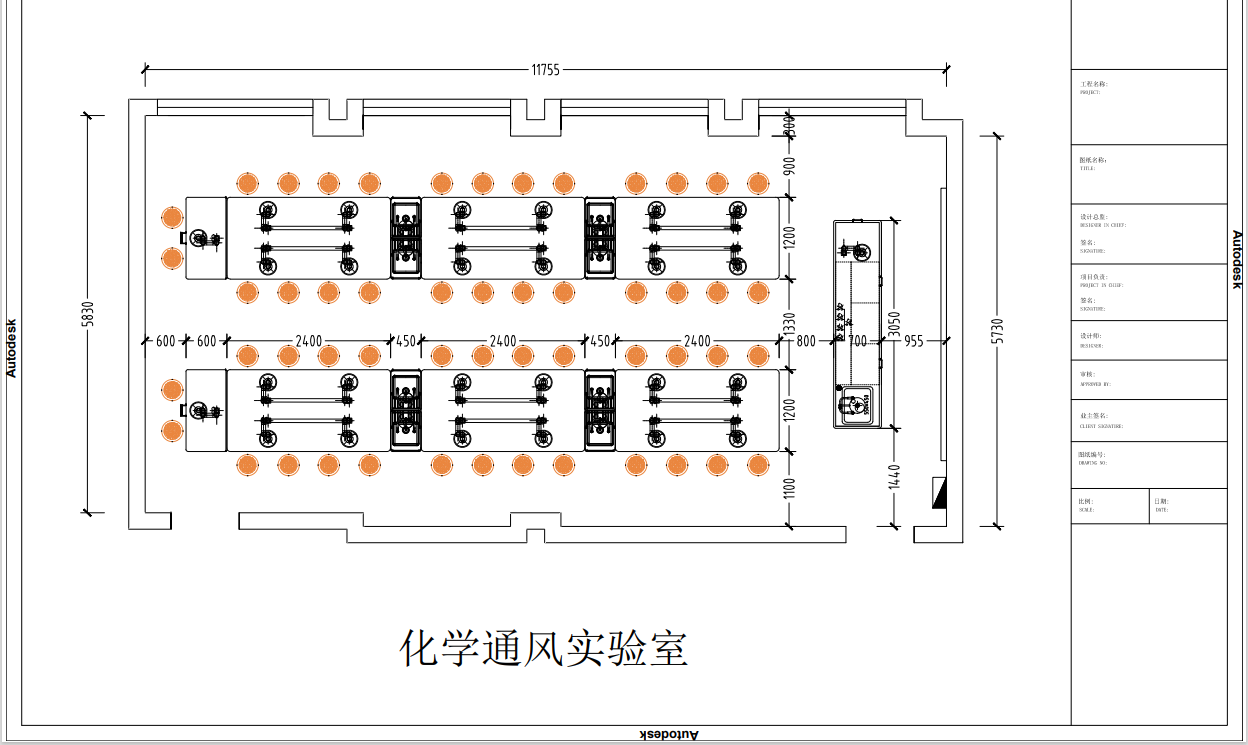 11755
300
900
1200
1330
1200
1100
5830
600
600
2400
450
2400
450
2400
800
700
955
3050
1440
5730
化学通风实验室
Autodesk
Autodesk
Autodesk
工程名称:
PROJECT:
图纸名称:
TITLE:
设计总监:
DESIGNER IN CHIEF:
签名:
SIGNATURE:
项目负责:
PROJECT IN CHIEF:
签名:
SIGNATURE:
设计师:
DESIGNER:
审核:
APPROVED BY:
业主签名:
CLIENT SIGNATURE:
图纸编号:
DRAWING NO:
比例:
SCALE:
日期:
DATE: